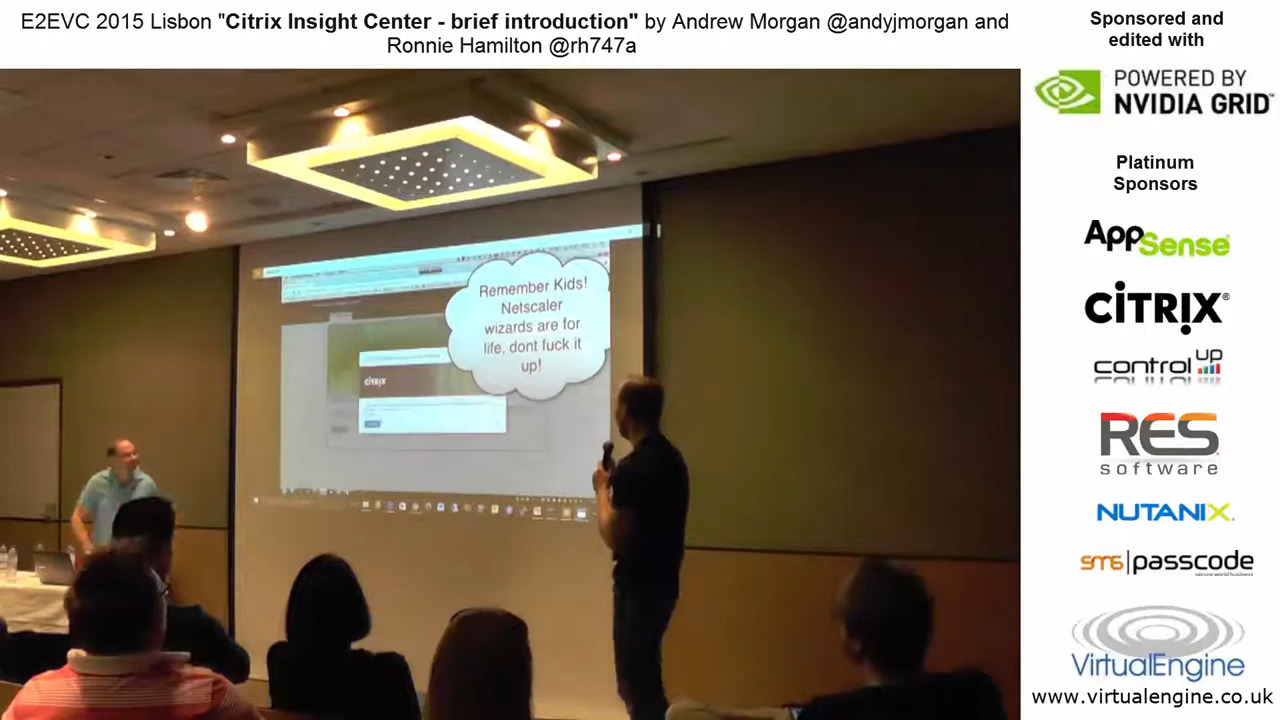 E2EVC 2015 Lisbon "Citrix Insight Center - brief introduction" by Andrew Morgan @andyjmorgan and
Ronnie Hamilton @rh747a
Sponsored and
edited with
POWERED BY
NVIDIA GRID
Platinum
Sponsors
AppSense
CiTRIX
control up
RES
software
NUTANIX
sms|passcode
VirtualEngine
www.virtualengine.co.uk
Remember Kids!
Netscaler
wizards are for
life, dont fuck it
up!
citrix